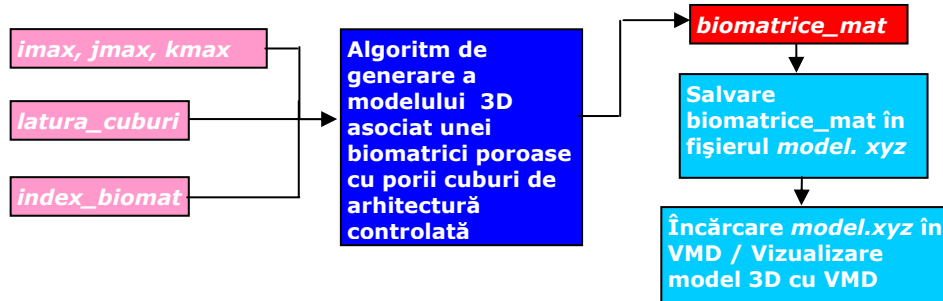 imax, jmax, kmax
latura_cuburi
index_biomat
Algoritm de
generare a
modelului 3D
asociat unei
biomatrici poroase
cu porii cuburi de
arhitectură
controlată
biomatrice_mat
Salvare
biomatrice_mat în
fişierul model. xyz
Încărcare model.xyz în
VMD / Vizualizare
model 3D cu VMD